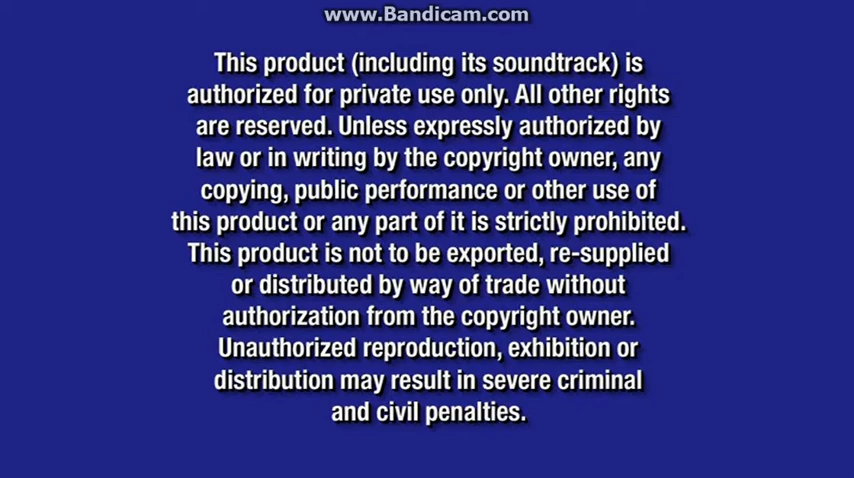 www.Bandicam.com
This product (including its soundtrack) is
authorized for private use only. All other rights
are reserved. Unless expressly authorized by
law or in writing by the copyright owner, any
copying, public performance or other use of
this product or any part of it is strictly prohibited.
This product is not to be exported, re-supplied
or distributed by way of trade without
authorization from the copyright owner.
Unauthorized reproduction, exhibition or
distribution may result in severe criminal
and civil penalties.